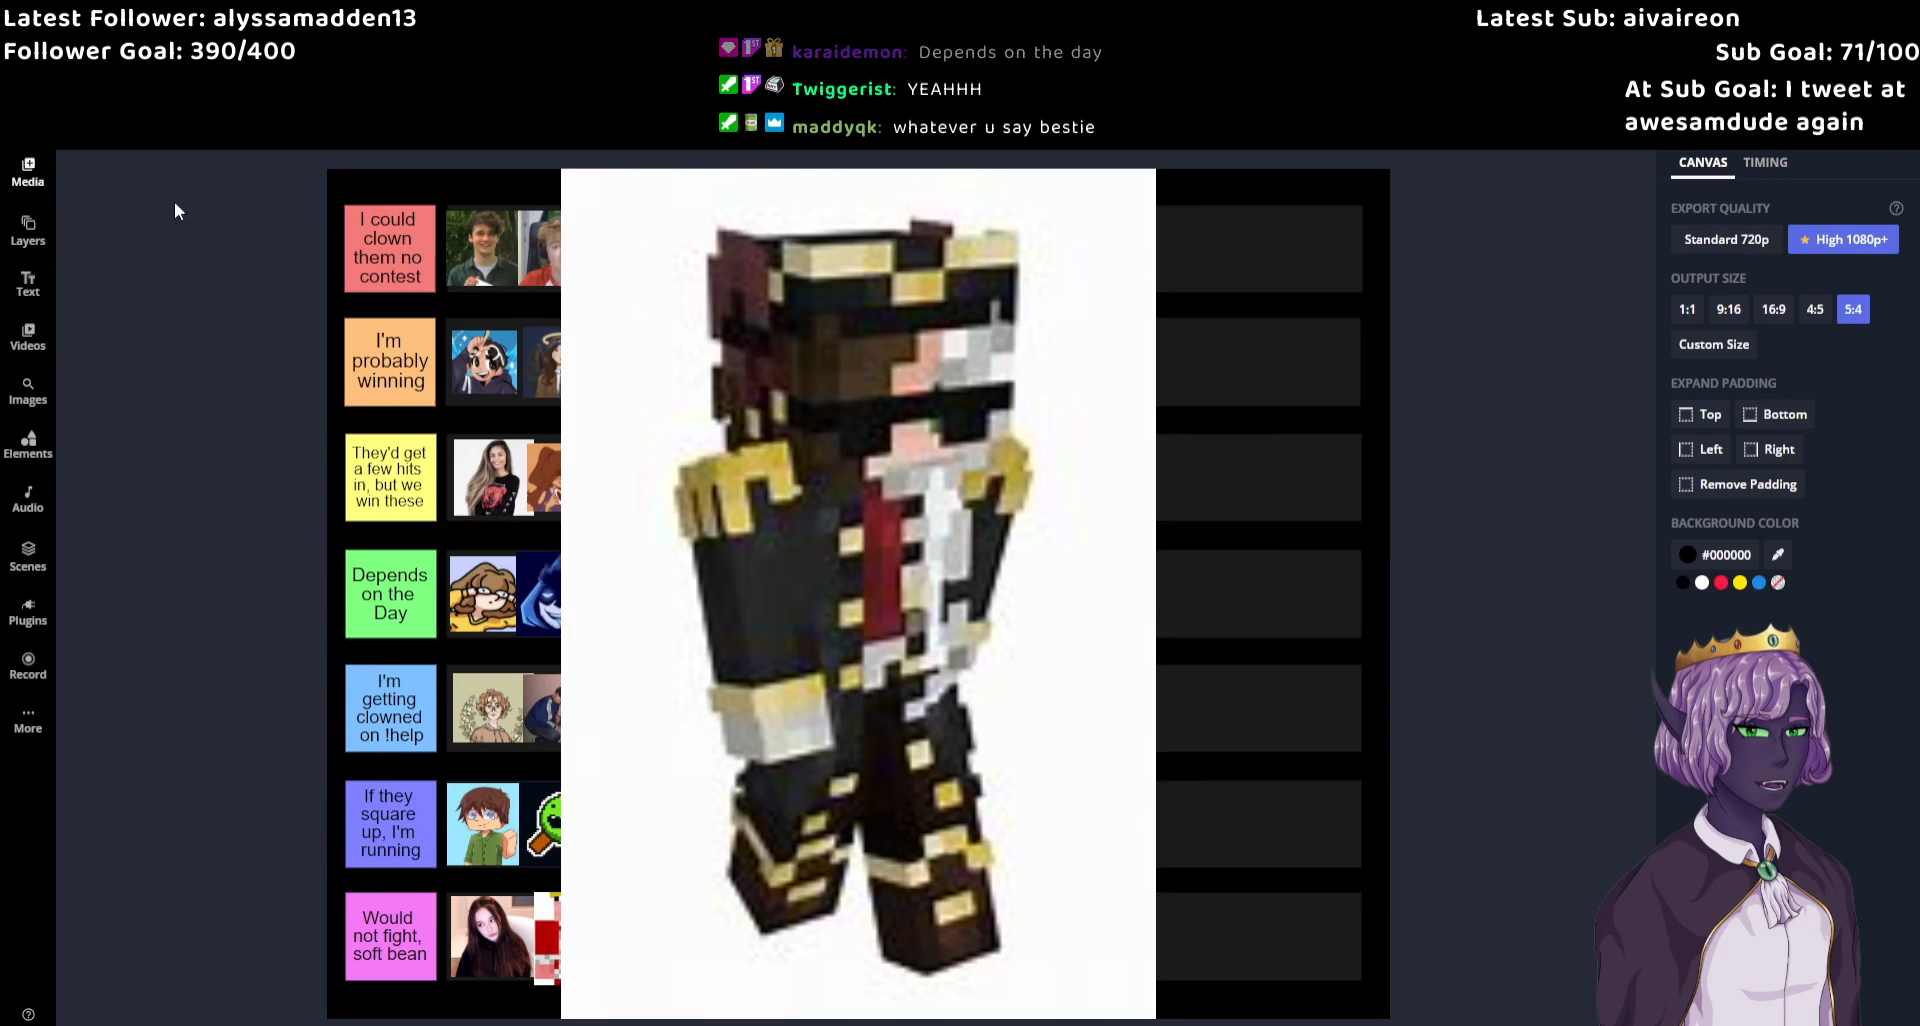 Latest Follower: alyssamadden13
Follower Goal: 390/400
karaidemon: Depends on the day
Twiggerist: YEAHHH
maddyqk: whatever u say bestie
Latest Sub: aivaireon
Sub Goal: 71/100
At Sub Goal: I tweet at
awesamdude again
Media
Layers
Text
Videos
Images
Elements
Audio
Scenes
Plugins
Record
More
I could
clown
them no
contest
I'm
probably
winning
They'd get
a few hits
in, but we
win these
Depends
on the
Day
I'm
getting
clowned
on !help
If they
square
up, I'm
running
Would
not fight,
soft bean
CANVAS TIMING
EXPORT QUALITY
Standard 720p High 1080p+
OUTPUT SIZE
1:1 9:16 16:9 4:5 5:4
Custom Size
EXPAND PADDING
Top Bottom
Left Right
Remove Padding
BACKGROUND COLOR
#000000